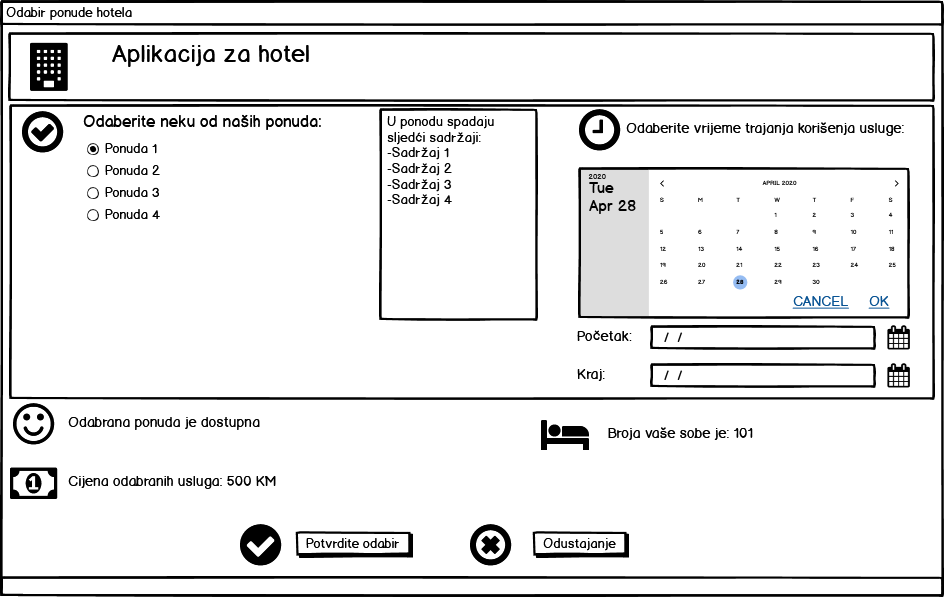 Odabir ponude hotela
Aplikacija za hotel
Odaberite neku od naših ponuda:
Ponuda 1
Ponuda 2
Ponuda 3
Ponuda 4
U ponodu spadaju
sljedći sadržaji:
-Sadržaj 1
-Sadržaj 2
-Sadržaj 3
-Sadržaj 4
Odaberite vrijeme trajanja korišenja usluge:
2020
Tue
Apr 28
APRIL 2020
S M T W T F S
1 2 3 4
5 6 7 8 9 10 11
12 13 14 15 16 17 18
19 20 21 22 23 24 25
26 27 28 29 30
CANCEL OK
Početak: / /
Kraj: / /
Odabrana ponuda je dostupna
Broja vaše sobe je: 101
1
Cijena odabranih usluga: 500 KM
Potvrdite odabir
Odustajanje